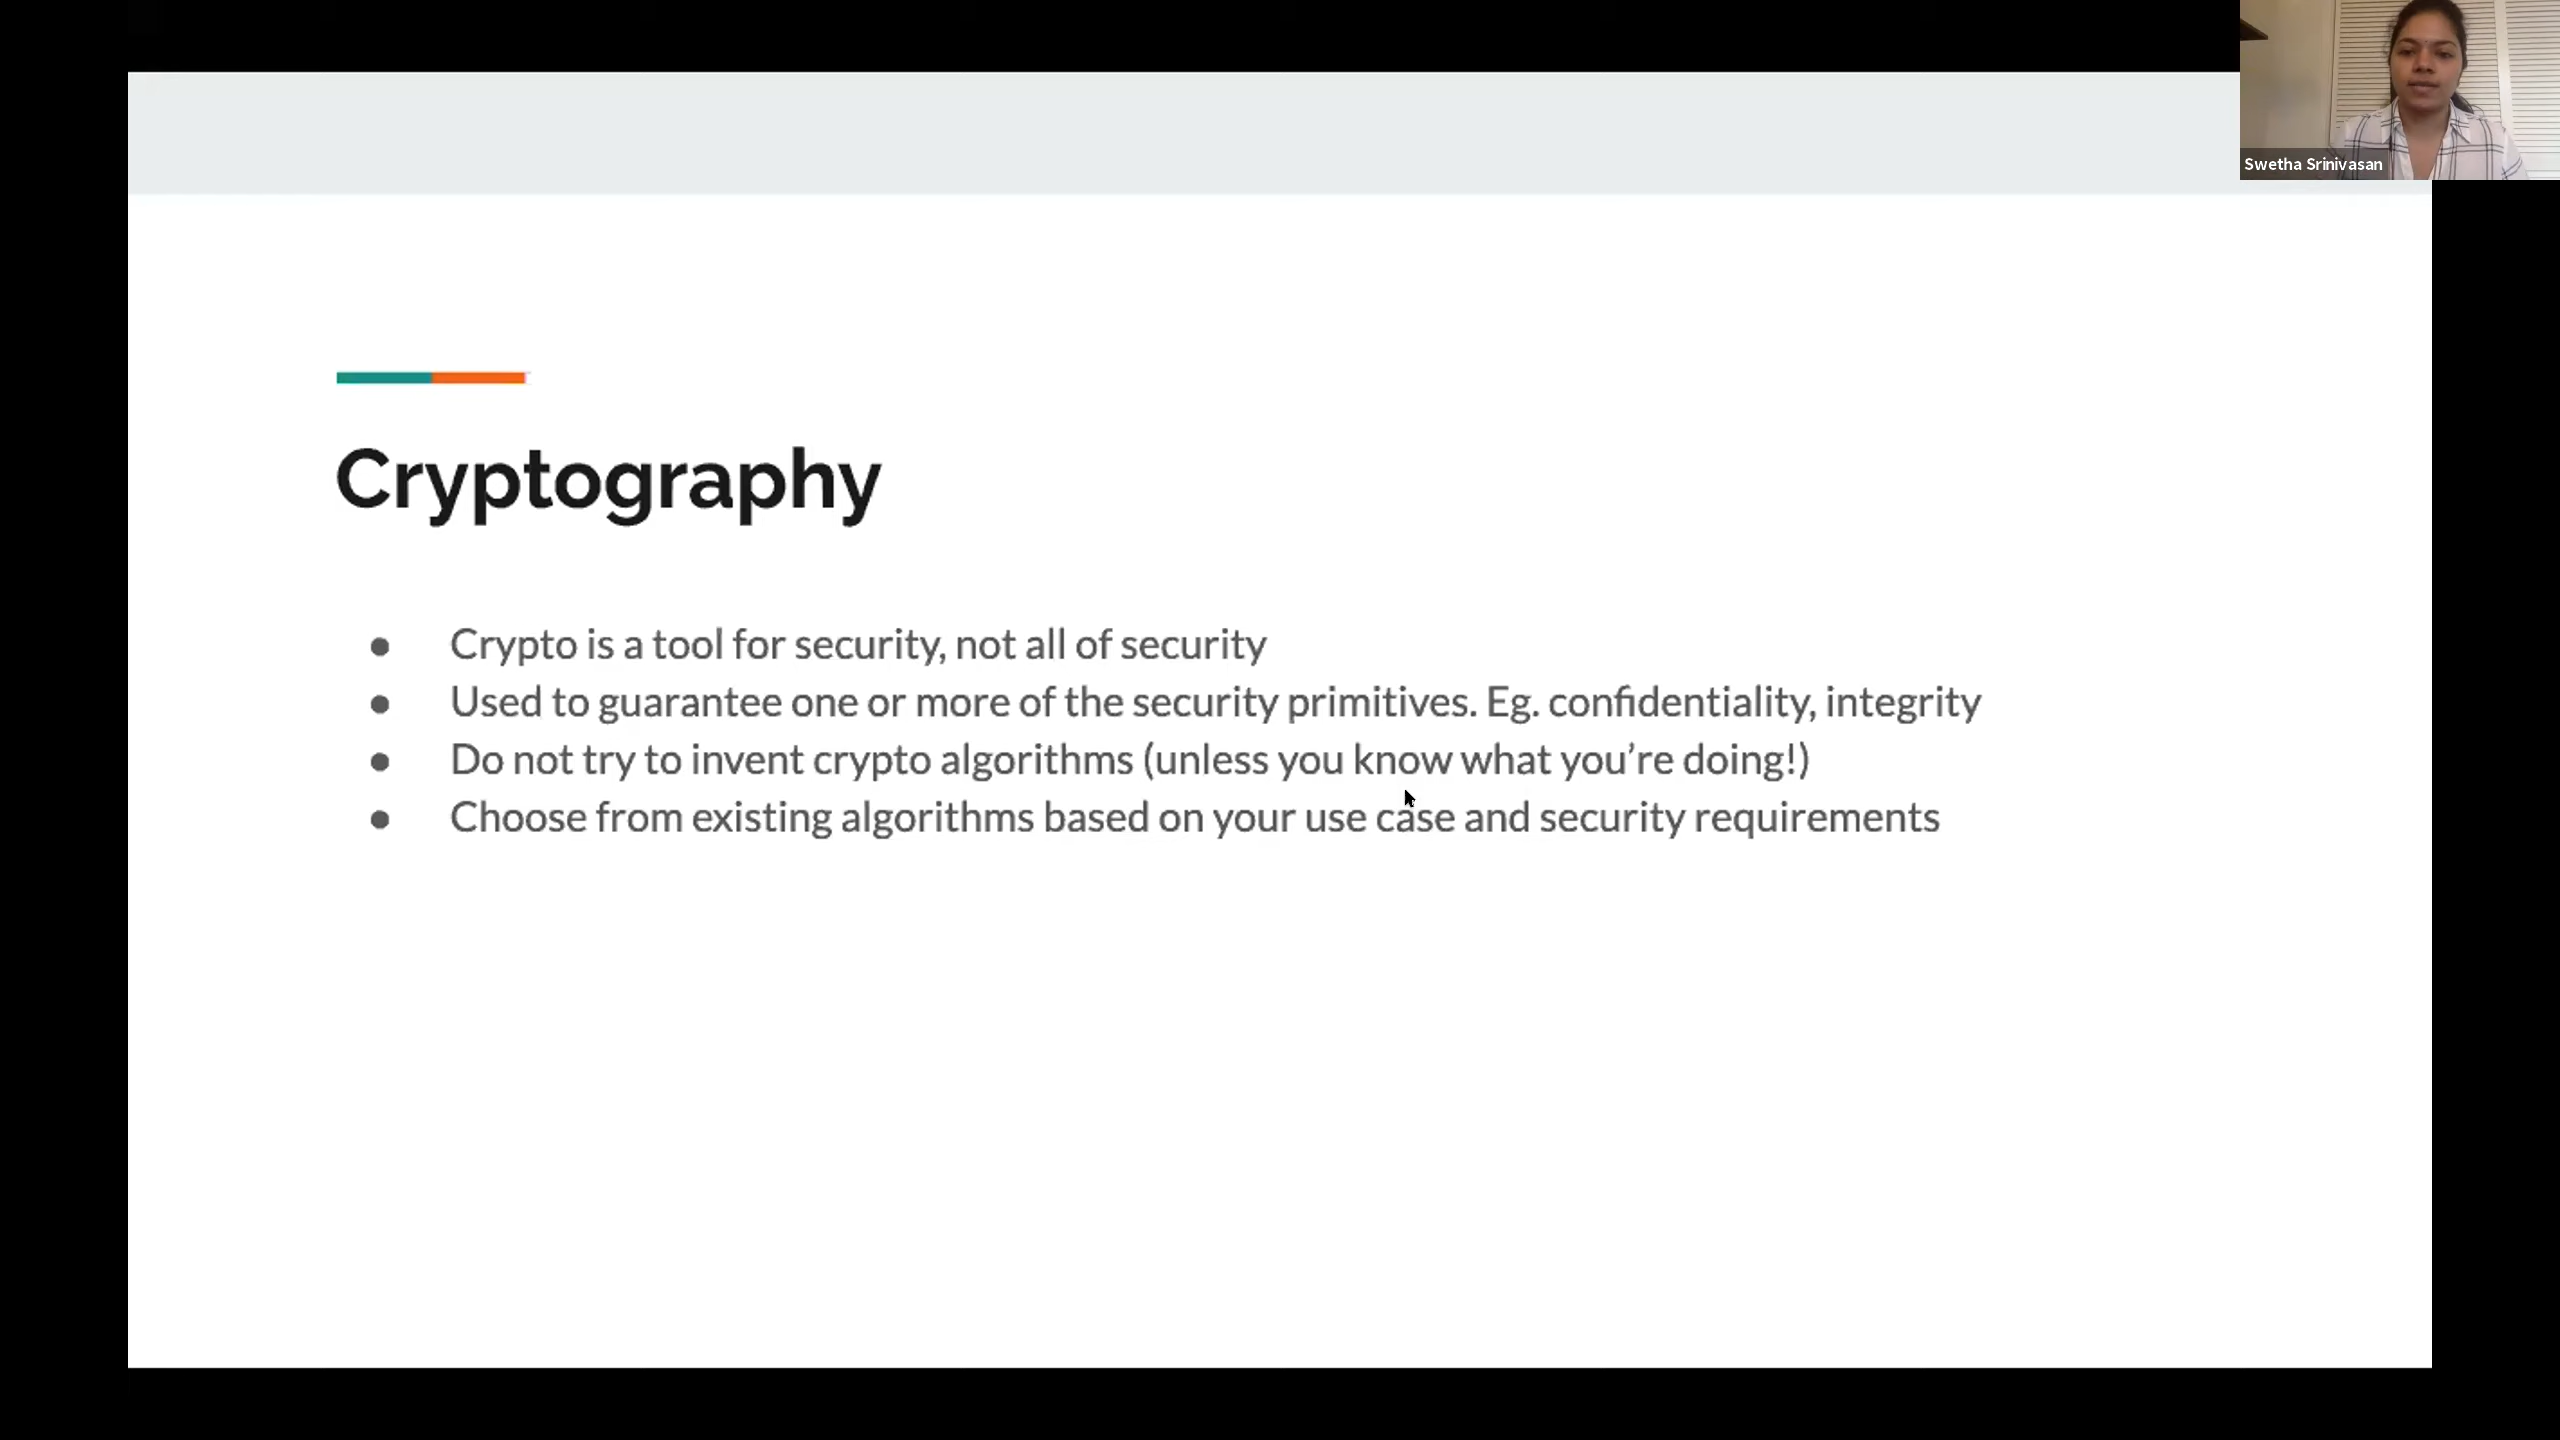 Swetha Srinivasan
Cryptography
● Crypto is a tool for security, not all of security
● Used to guarantee one or more of the security primitives. Eg. confidentiality, integrity
● Do not try to invent crypto algorithms (unless you know what you’re doing!)
● Choose from existing algorithms based on your use case and security requirements